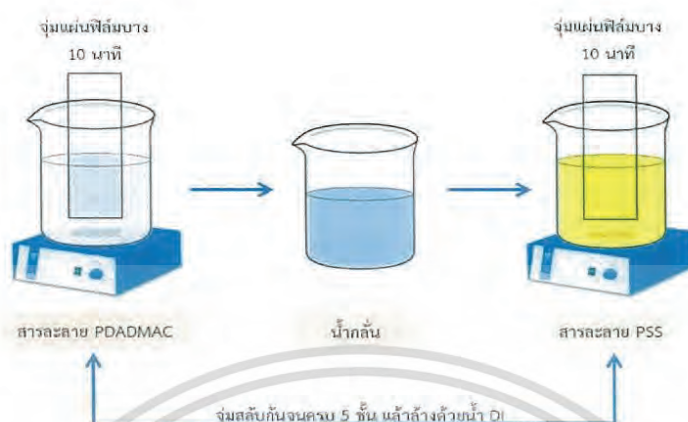 จุ่มแผ่นฟิล์มบาง
10 นาที
จุ่มแผ่นฟิล์มบาง
10 นาที
สารละลาย PDADMAC
น้ำกลั่น
สารละลาย PSS
จุ่มสลับกันจนครบ 5 ชั้น แล้วล้างด้วยน้ำ DI